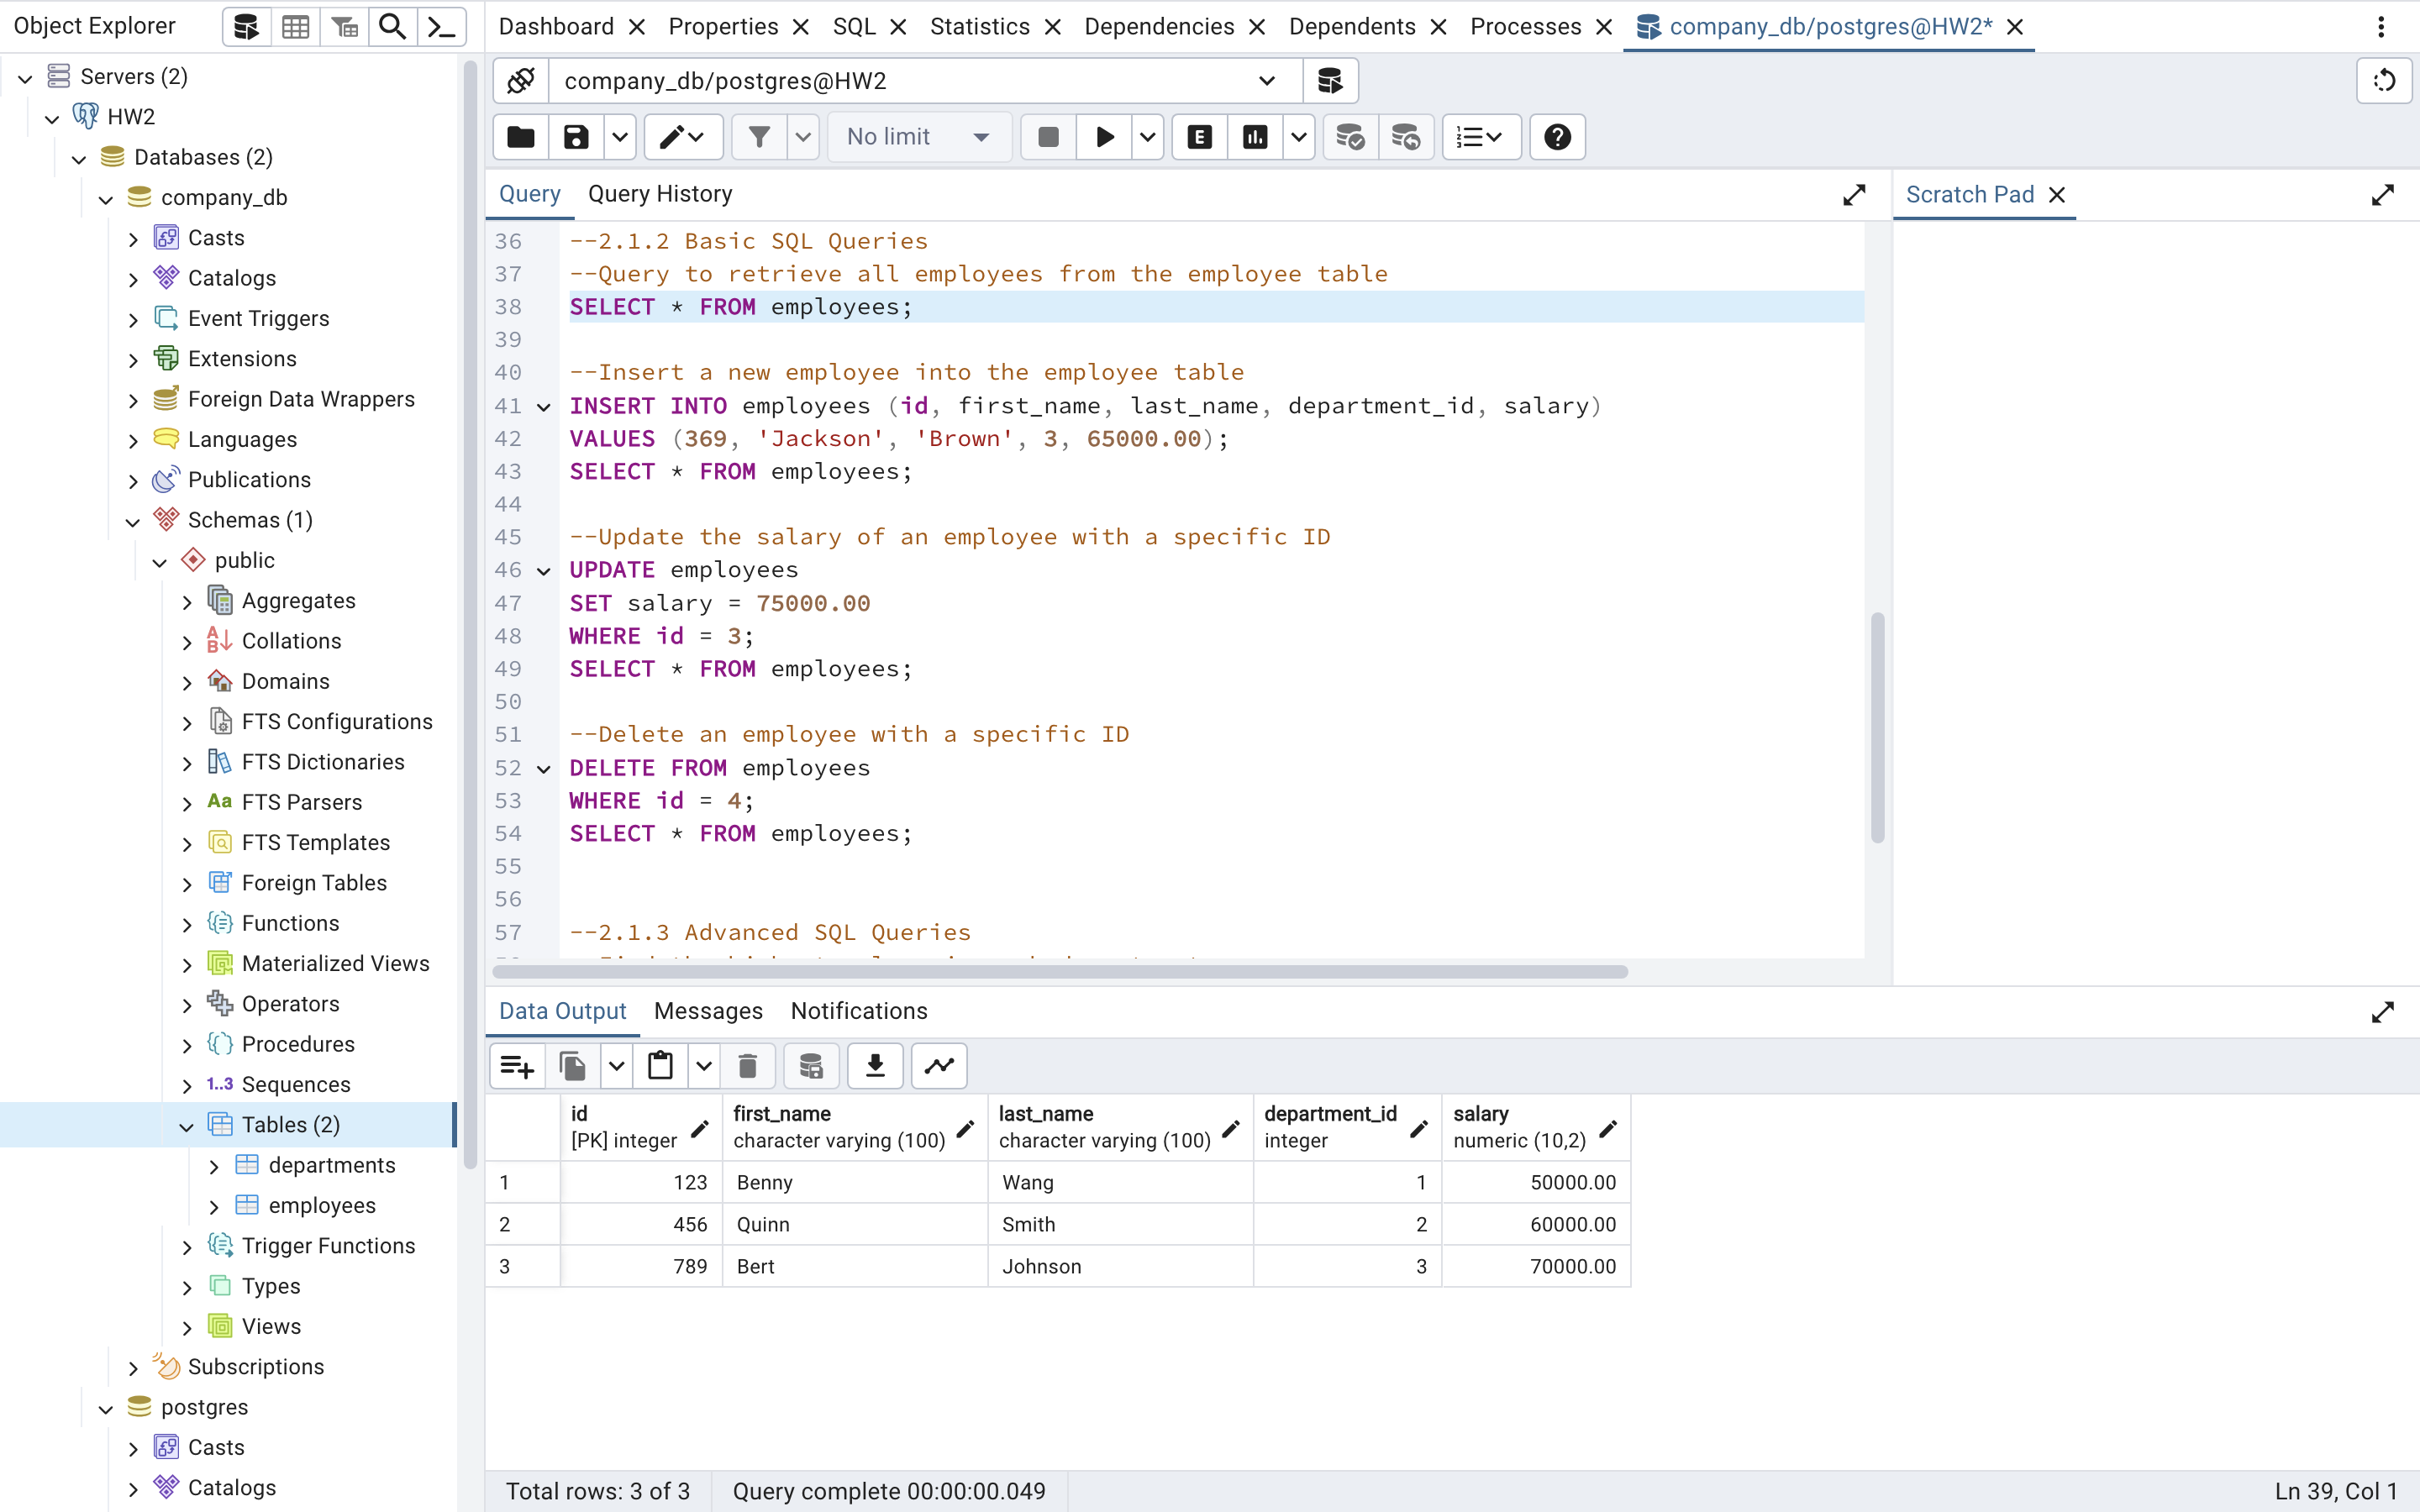 Object Explorer
Dashboard Properties SQL Statistics Dependencies Dependents Processes company_db/postgres@HW2*
Servers (2)
HW2
Databases (2)
company_db
Casts
Catalogs
Event Triggers
Extensions
Foreign Data Wrappers
Languages
Publications
Schemas (1)
public
Aggregates
Collations
Domains
FTS Configurations
FTS Dictionaries
Aa FTS Parsers
FTS Templates
Foreign Tables
Functions
Materialized Views
Operators
Procedures
1..3 Sequences
Tables (2)
departments
employees
Trigger Functions
Types
Views
Subscriptions
postgres
Casts
Catalogs
company_db/postgres@HW2
No limit
E
Query Query History
Scratch Pad
36 --2.1.2 Basic SQL Queries
37 --Query to retrieve all employees from the employee table
38 SELECT * FROM employees;
39
40 --Insert a new employee into the employee table
41 INSERT INTO employees (id, first_name, last_name, department_id, salary)
42 VALUES (369, 'Jackson', 'Brown', 3, 65000.00);
43 SELECT * FROM employees;
44
45 --Update the salary of an employee with a specific ID
46 UPDATE employees
47 SET salary = 75000.00
48 WHERE id = 3;
49 SELECT * FROM employees;
50
51 --Delete an employee with a specific ID
52 DELETE FROM employees
53 WHERE id = 4;
54 SELECT * FROM employees;
55
56
57 --2.1.3 Advanced SQL Queries
Data Output Messages Notifications
id first_name last_name department_id salary
[PK] integer character varying (100) character varying (100) integer numeric (10,2)
1 123 Benny Wang 1 50000.00
2 456 Quinn Smith 2 60000.00
3 789 Bert Johnson 3 70000.00
Total rows: 3 of 3 Query complete 00:00:00.049 Ln 39, Col 1